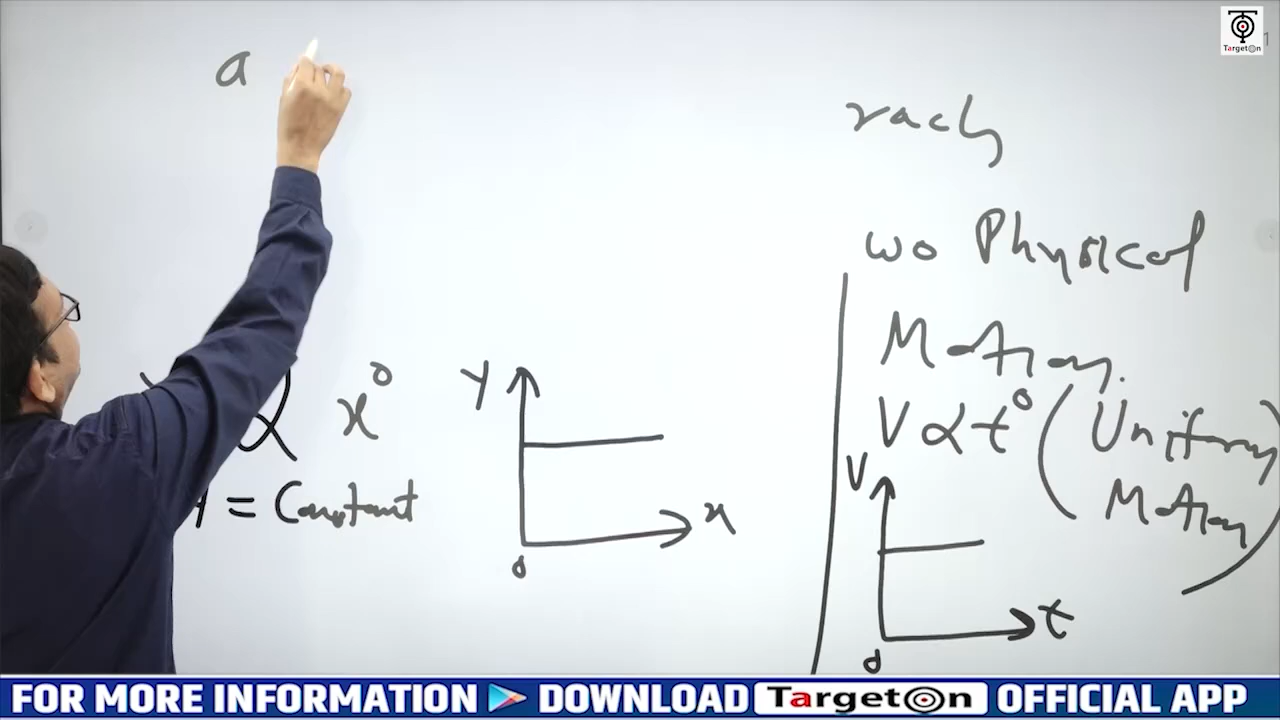 a
rach
wo Physical
Motion.
V ∝ t⁰ (Uniform
Motion)
∝ x⁰
= Constant
y
x
0
V
t
0
TargetOn
FOR MORE INFORMATION DOWNLOAD TargetOn OFFICIAL APP